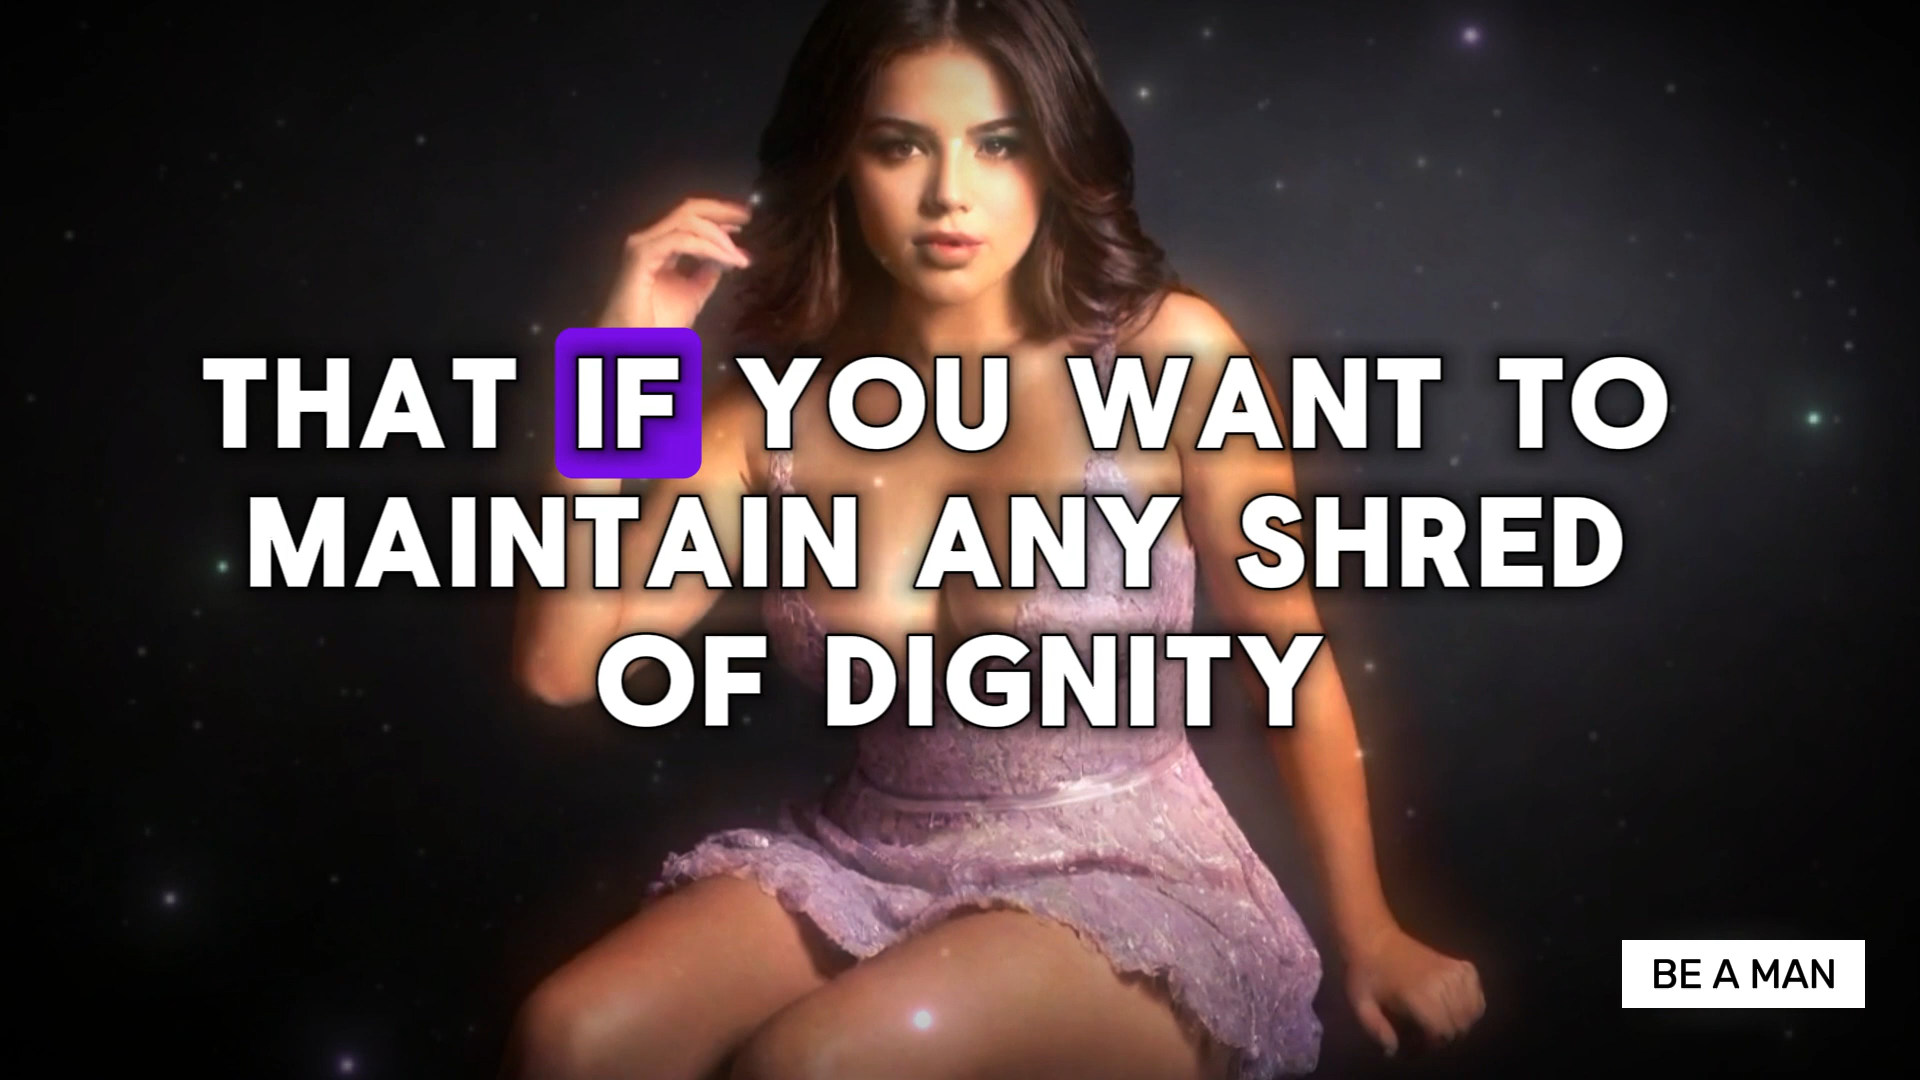 THAT IF YOU WANT TO
MAINTAIN ANY SHRED
OF DIGNITY
BE A MAN